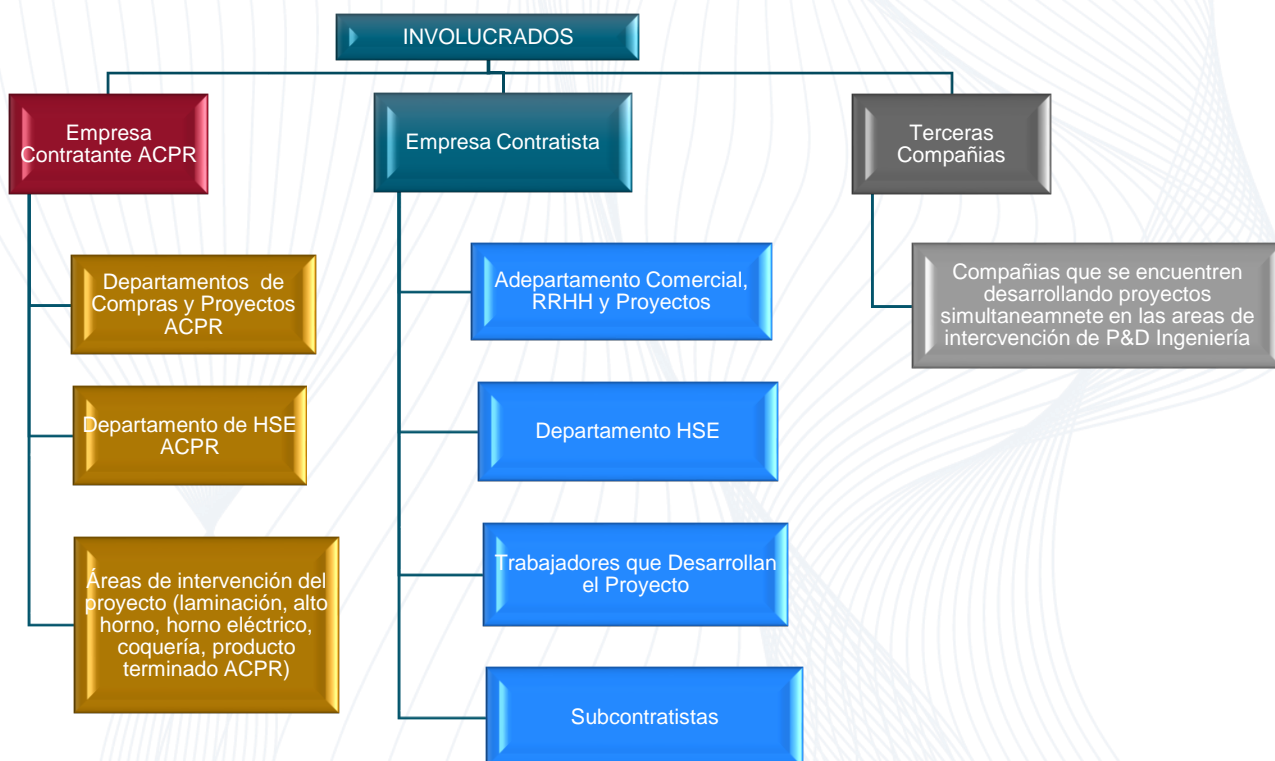 INVOLUCRADOS
Empresa
Contratante ACPR
Empresa Contratista
Terceras
Compañias
Departamentos de
Compras y Proyectos
ACPR
Departamento de HSE
ACPR
Áreas de intervención del
proyecto (laminación, alto
horno, horno eléctrico,
coquería, producto
terminado ACPR)
Adepartamento Comercial,
RRHH y Proyectos
Departamento HSE
Trabajadores que Desarrollan
el Proyecto
Subcontratistas
Compañias que se encuentren
desarrollando proyectos
simultaneamnete en las areas de
intercvención de P&D Ingeniería